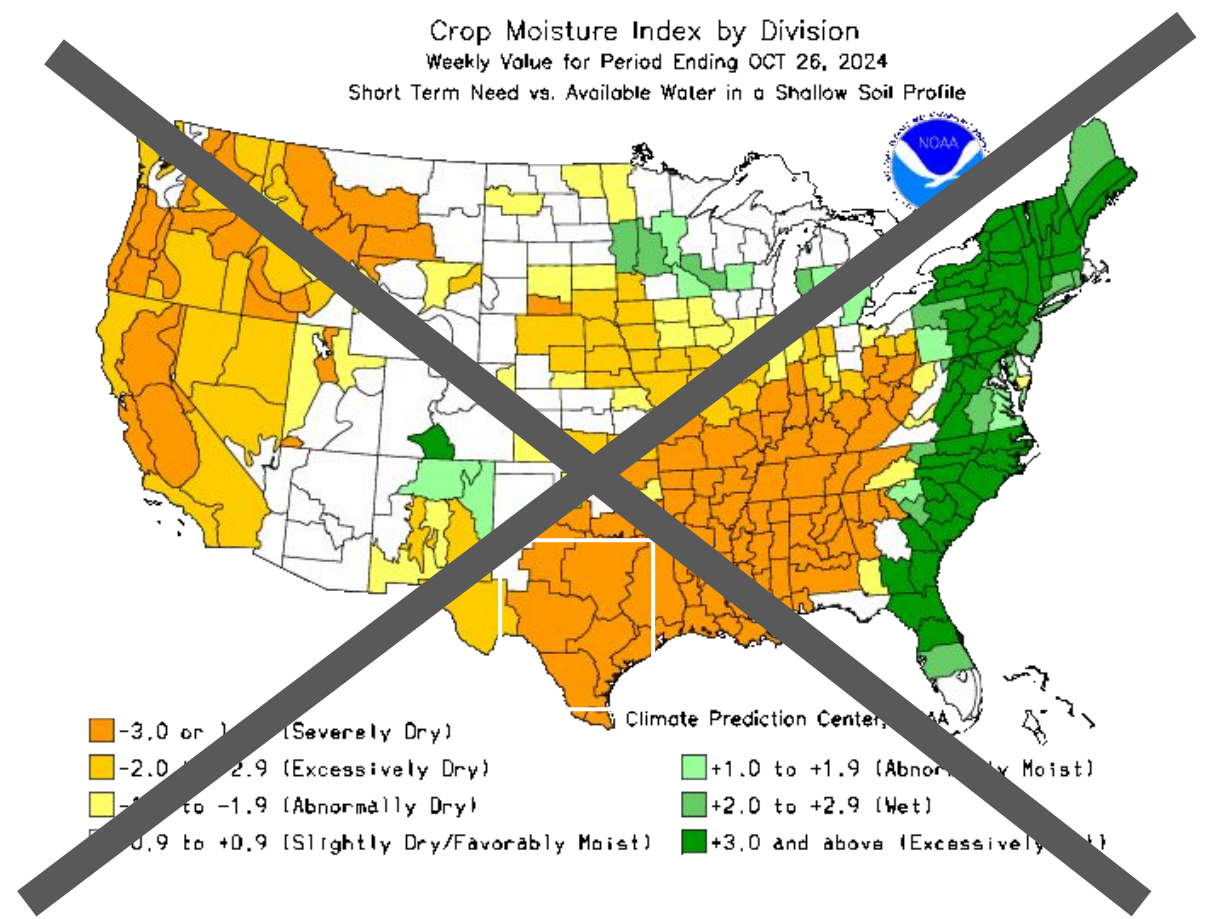 Crop Moisture Index by Division
Weekly Value for Period Ending OCT 26, 2024
Short Term Need vs. Available Water in a Shallow Soil Profile
NOAA
Climate Prediction Center,
-3.0 or (Severely Dry)
-2.0 -2.9 (Excessively Dry)
to -1.9 (Abnormally Dry)
0.9 to +0.9 (Slightly Dry/Favorably Moist)
+1.0 to +1.9 Moist)
+2.0 to +2.9 (Wet)
+3.0 and above (Excessively